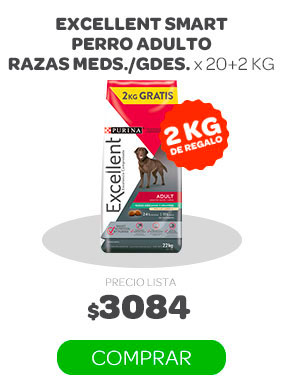 EXCELLENT SMART
PERRO ADULTO
RAZAS MEDS./GDES. x 20+2 KG
2KG GRATIS
2 KG
DE REGALO
PURINA
Excellent
ADULT
22kg
PRECIO LISTA
$3084
COMPRAR